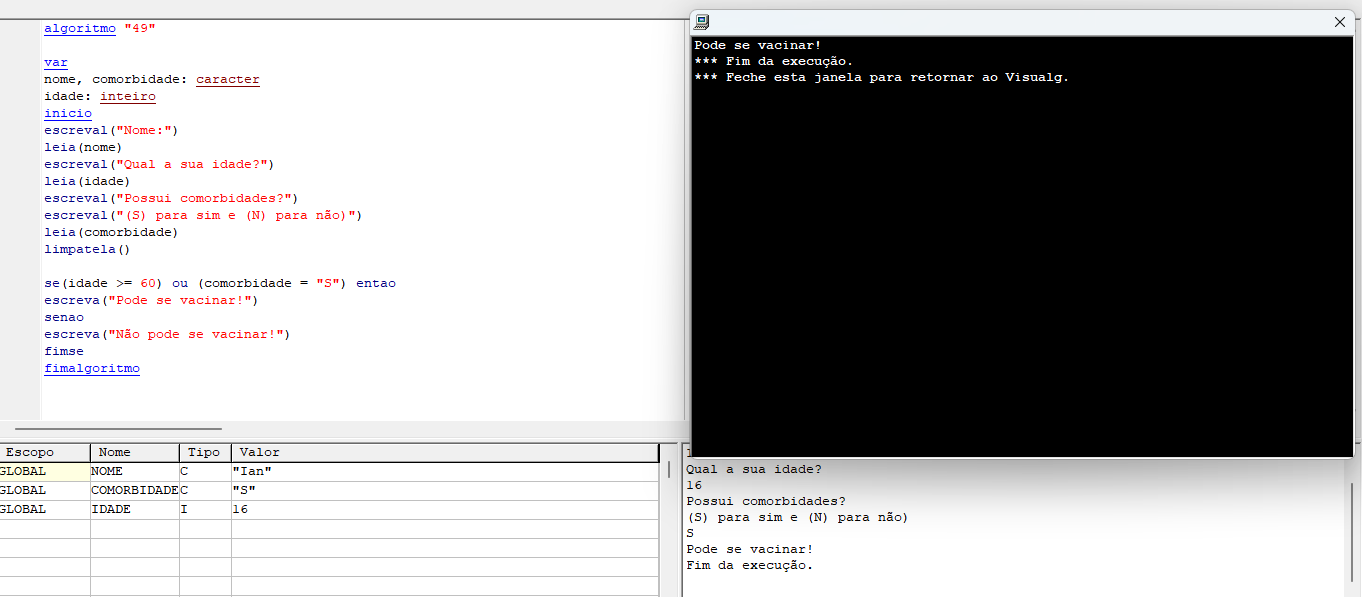 algoritmo "49"
var
nome, comorbidade: caracter
idade: inteiro
inicio
escreval("Nome:")
leia(nome)
escreval("Qual a sua idade?")
leia(idade)
escreval("Possui comorbidades?")
escreval("(S) para sim e (N) para não)")
leia(comorbidade)
limpatela()
se(idade >= 60) ou (comorbidade = "S") entao
escreva("Pode se vacinar!")
senao
escreva("Não pode se vacinar!")
fimse
fimalgoritmo
Pode se vacinar!
*** Fim da execução.
*** Feche esta janela para retornar ao Visualg.
Escopo Nome Tipo Valor
GLOBAL NOME C "Ian"
GLOBAL COMORBIDADE C "S"
GLOBAL IDADE I 16
Qual a sua idade?
16
Possui comorbidades?
(S) para sim e (N) para não)
S
Pode se vacinar!
Fim da execução.